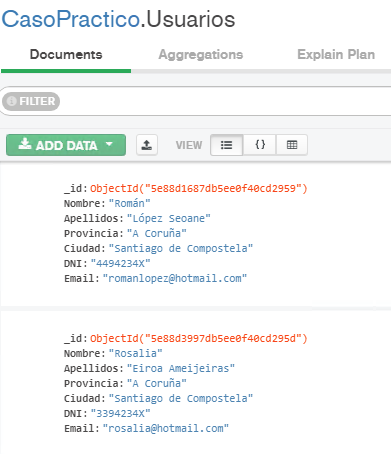 CasoPractico.Usuarios
Documents Aggregations Explain Plan
FILTER
ADD DATA VIEW { }
_id: ObjectId("5e88d1687db5ee0f40cd2959")
Nombre: "Román"
Apellidos: "López Seoane"
Provincia: "A Coruña"
Ciudad: "Santiago de Compostela"
DNI: "4494234X"
Email: "romanlopez@hotmail.com"
_id: ObjectId("5e88d3997db5ee0f40cd295d")
Nombre: "Rosalia"
Apellidos: "Eiroa Ameijeiras"
Provincia: "A Coruña"
Ciudad: "Santiago de Compostela"
DNI: "3394234X"
Email: "rosalia@hotmail.com"